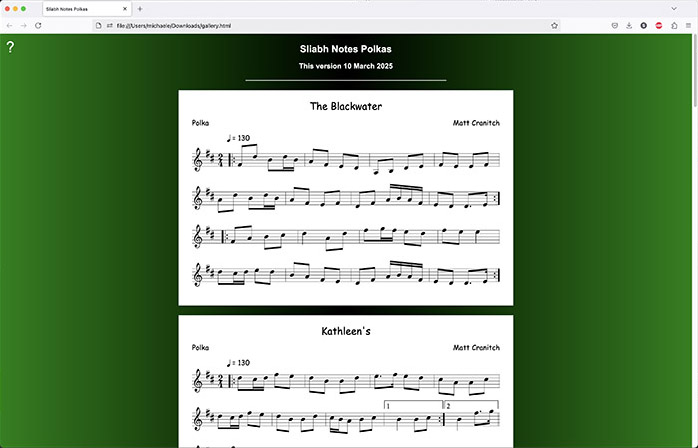 Sliabh Notes Polkas
file:///Users/michaele/Downloads/gallery.html
?
Sliabh Notes Polkas
This version 10 March 2025
The Blackwater
Polka
Matt Cranitch
♩ = 130
Kathleen's
Polka
Matt Cranitch
♩ = 130
1
2